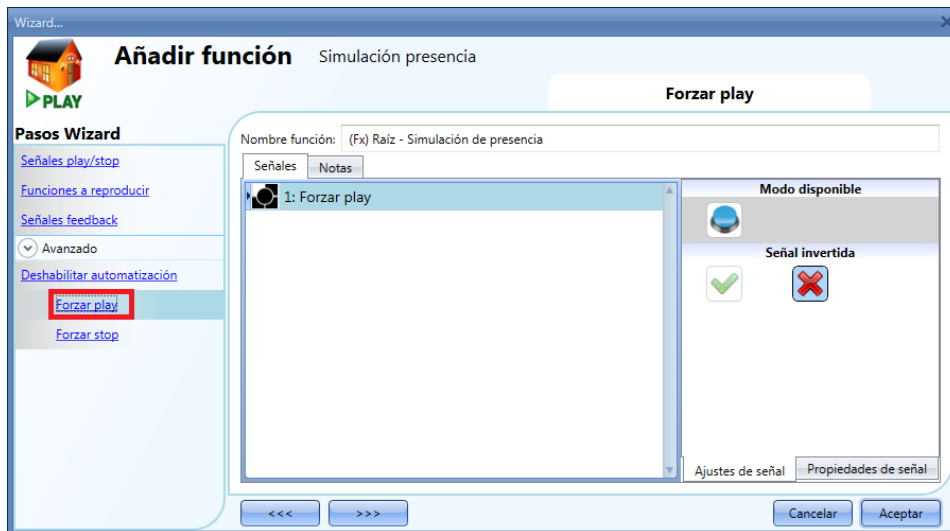 Wizard...
Añadir función
Simulación presencia
PLAY
Forzar play
Pasos Wizard
Señales play/stop
Funciones a reproducir
Señales feedback
Avanzado
Deshabilitar automatización
Forzar play
Forzar stop
Nombre función: (Fx) Raíz - Simulación de presencia
Señales Notas
1: Forzar play
Modo disponible
Señal invertida
Ajustes de señal Propiedades de señal
<<< >>> Cancelar Aceptar